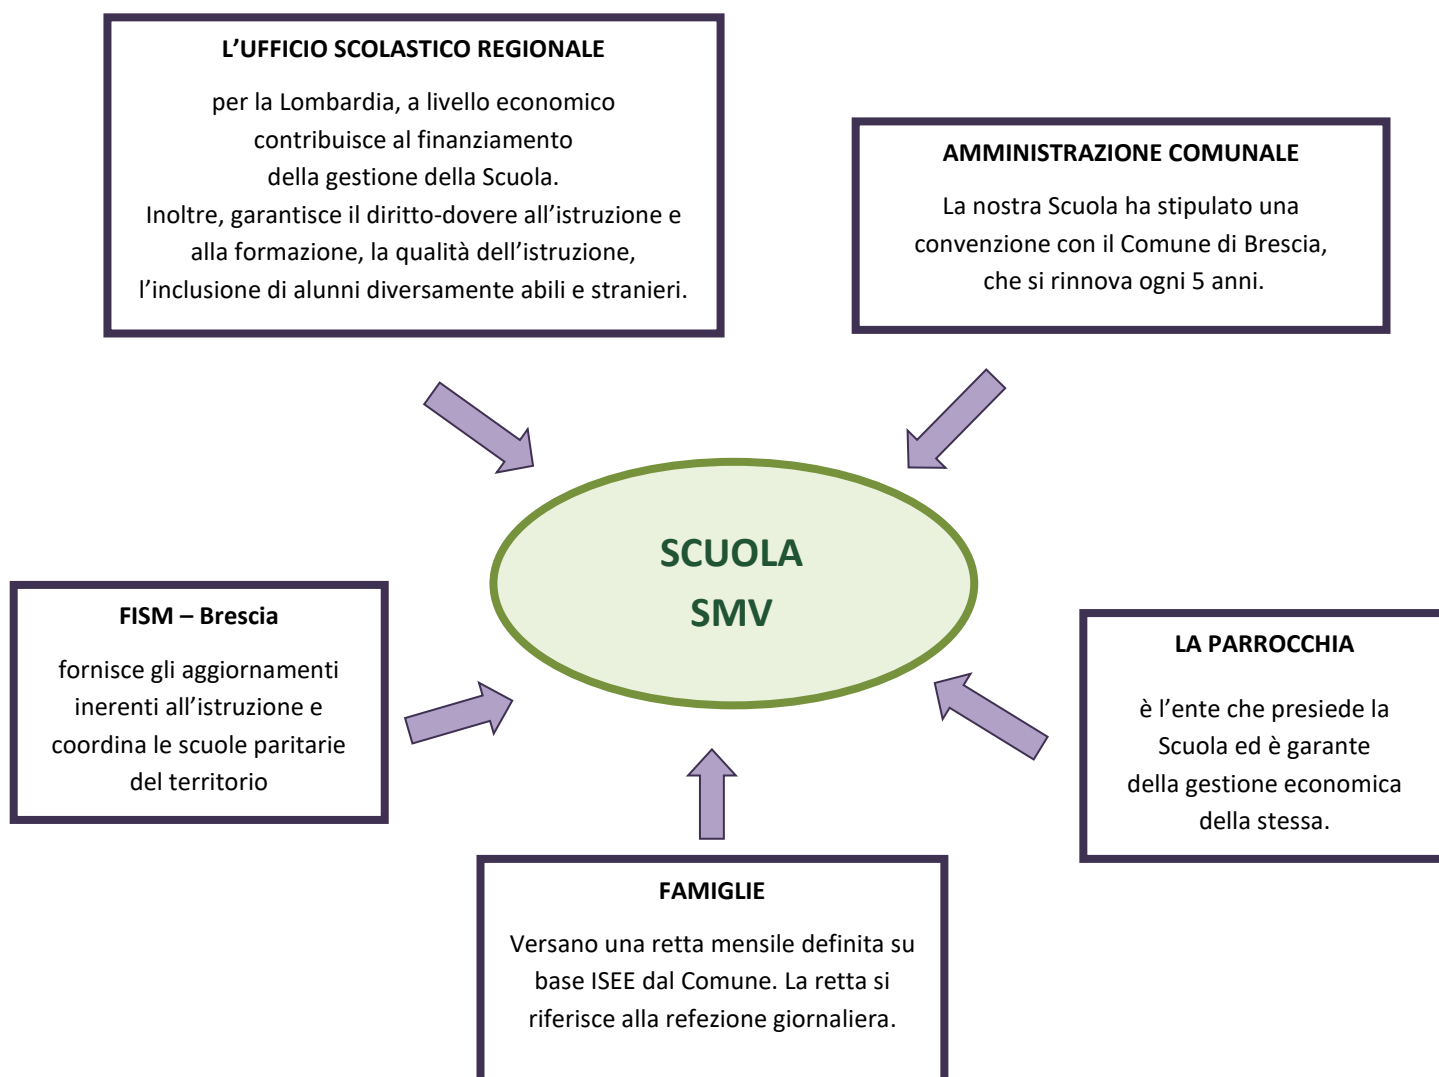 L’UFFICIO SCOLASTICO REGIONALE
per la Lombardia, a livello economico
contribuisce al finanziamento
della gestione della Scuola.
Inoltre, garantisce il diritto-dovere all’istruzione e
alla formazione, la qualità dell’istruzione,
l’inclusione di alunni diversamente abili e stranieri.
AMMINISTRAZIONE COMUNALE
La nostra Scuola ha stipulato una
convenzione con il Comune di Brescia,
che si rinnova ogni 5 anni.
SCUOLA
SMV
FISM – Brescia
fornisce gli aggiornamenti
inerenti all’istruzione e
coordina le scuole paritarie
del territorio
LA PARROCCHIA
è l’ente che presiede la
Scuola ed è garante
della gestione economica
della stessa.
FAMIGLIE
Versano una retta mensile definita su
base ISEE dal Comune. La retta si
riferisce alla refezione giornaliera.